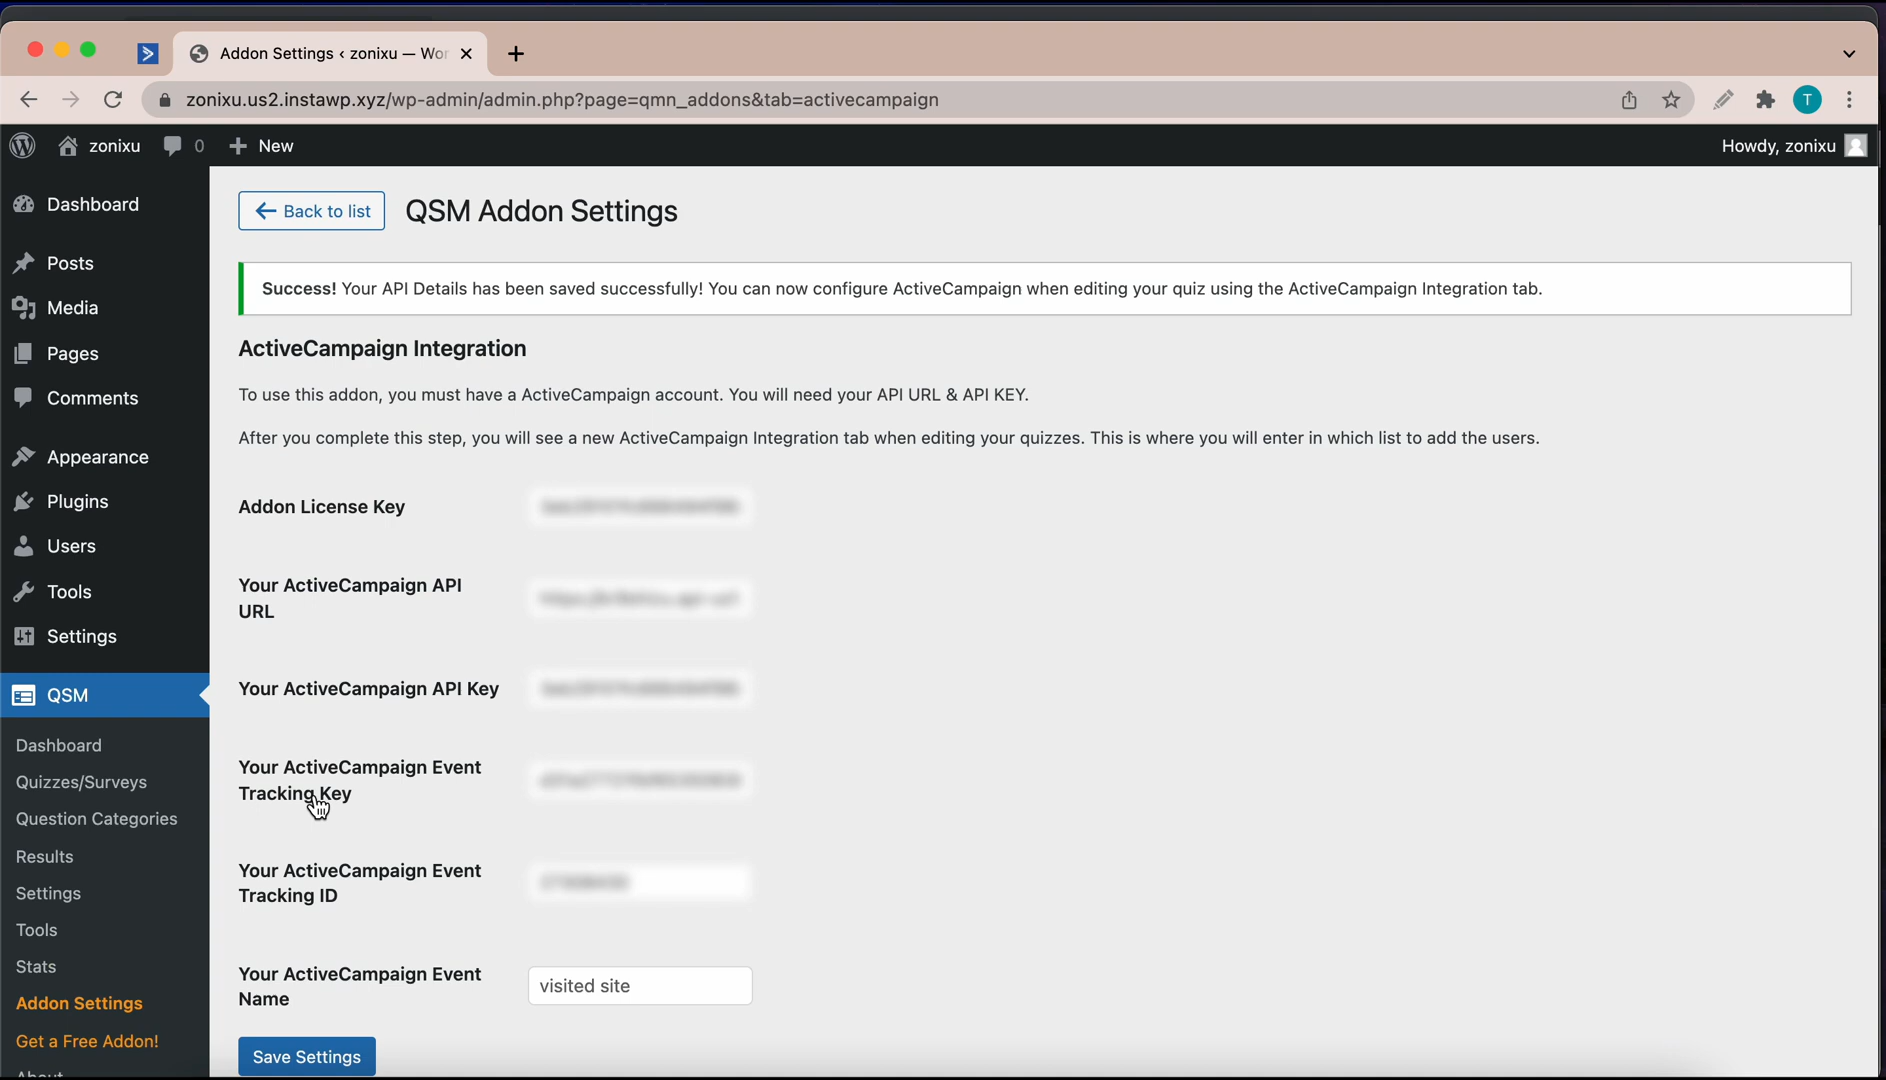 Addon Settings ‹ zonixu — Wor
zonixu.us2.instawp.xyz/wp-admin/admin.php?page=qmn_addons&tab=activecampaign
T
zonixu
0
New
Howdy, zonixu
Dashboard
Posts
Media
Pages
Comments
Appearance
Plugins
Users
Tools
Settings
QSM
Dashboard
Quizzes/Surveys
Question Categories
Results
Settings
Tools
Stats
Addon Settings
Get a Free Addon!
About
Back to list
QSM Addon Settings
Success! Your API Details has been saved successfully! You can now configure ActiveCampaign when editing your quiz using the ActiveCampaign Integration tab.
ActiveCampaign Integration
To use this addon, you must have a ActiveCampaign account. You will need your API URL & API KEY.
After you complete this step, you will see a new ActiveCampaign Integration tab when editing your quizzes. This is where you will enter in which list to add the users.
Addon License Key
Your ActiveCampaign API
URL
Your ActiveCampaign API Key
Your ActiveCampaign Event
Tracking Key
Your ActiveCampaign Event
Tracking ID
Your ActiveCampaign Event
Name
visited site
Save Settings